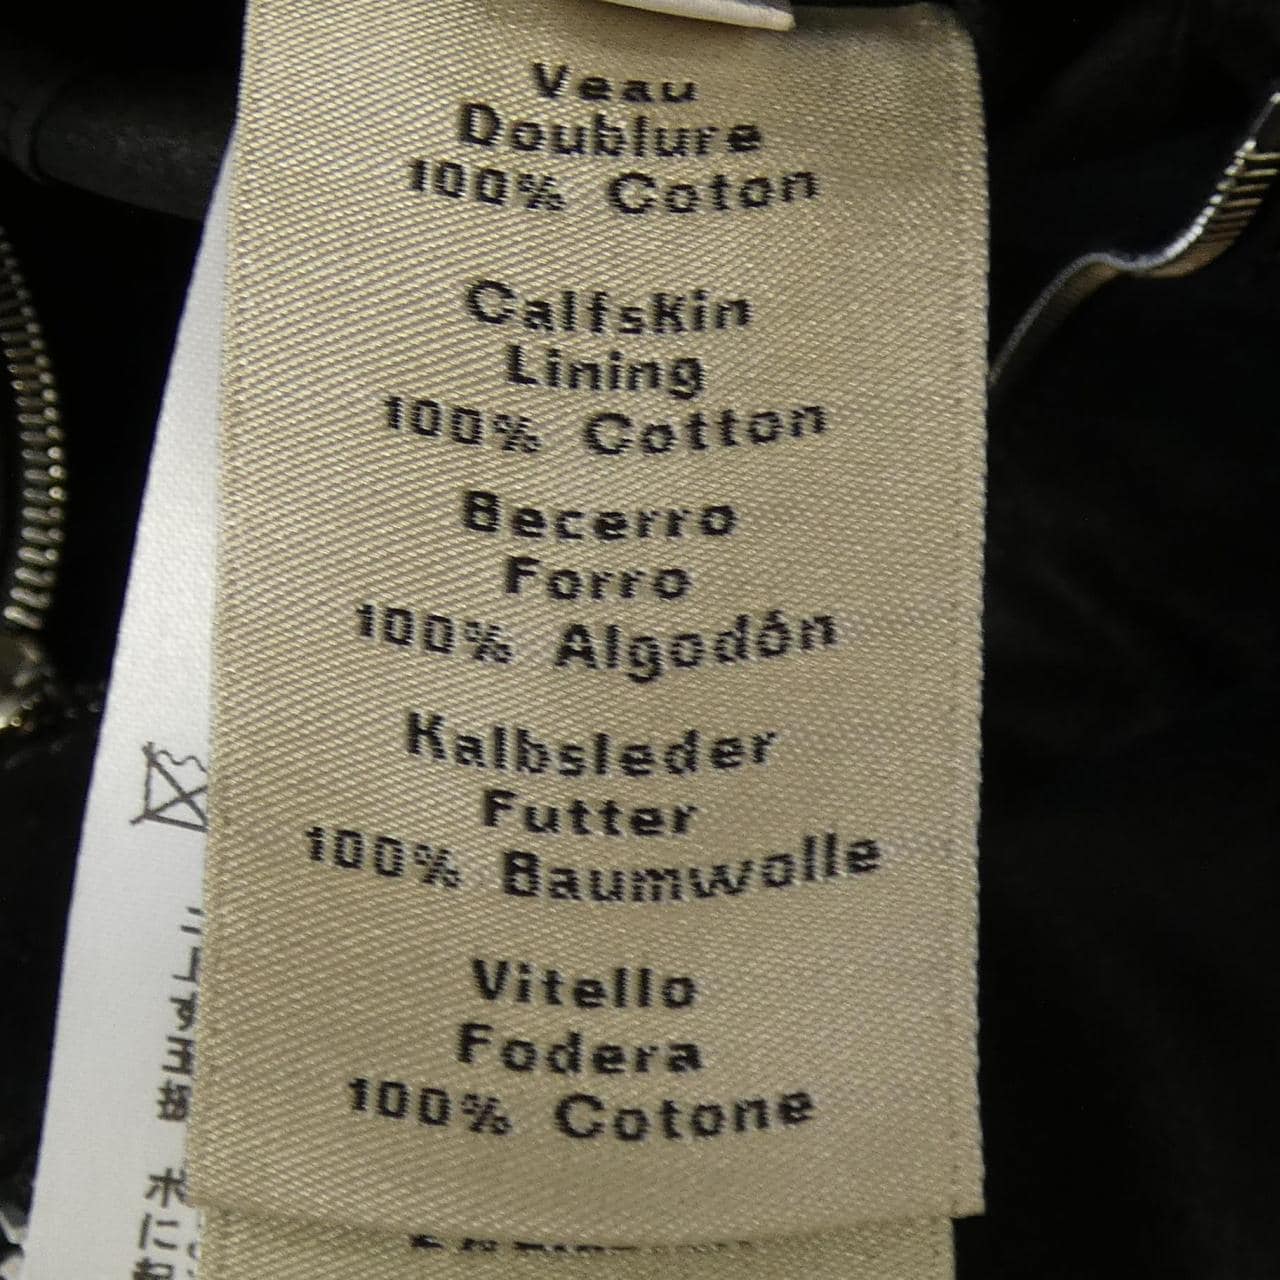 Veau
Doublure
100% Coton
Calfskin
Lining
100% Cotton
Becerro
Forro
100% Algodón
Kalbsleder
Futter
100% Baumwolle
Vitello
Fodera
100% Cotone